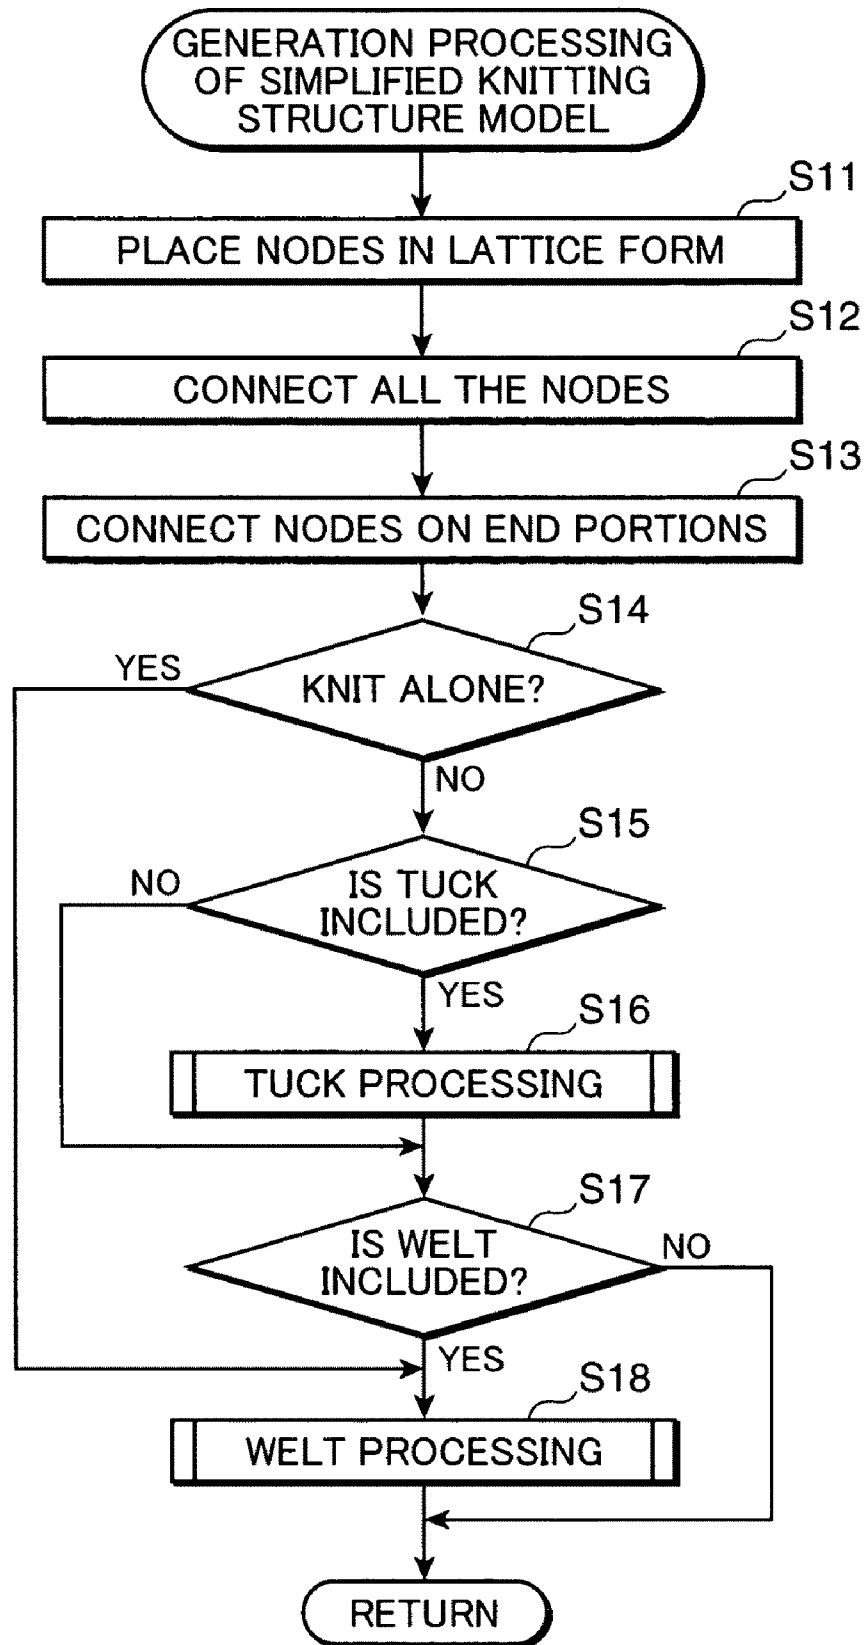 GENERATION PROCESSING
OF SIMPLIFIED KNITTING
STRUCTURE MODEL
S11
PLACE NODES IN LATTICE FORM
S12
CONNECT ALL THE NODES
S13
CONNECT NODES ON END PORTIONS
S14
YES
KNIT ALONE?
NO
S15
NO
IS TUCK
INCLUDED?
YES
S16
TUCK PROCESSING
S17
IS WELT
INCLUDED?
NO
YES
S18
WELT PROCESSING
RETURN